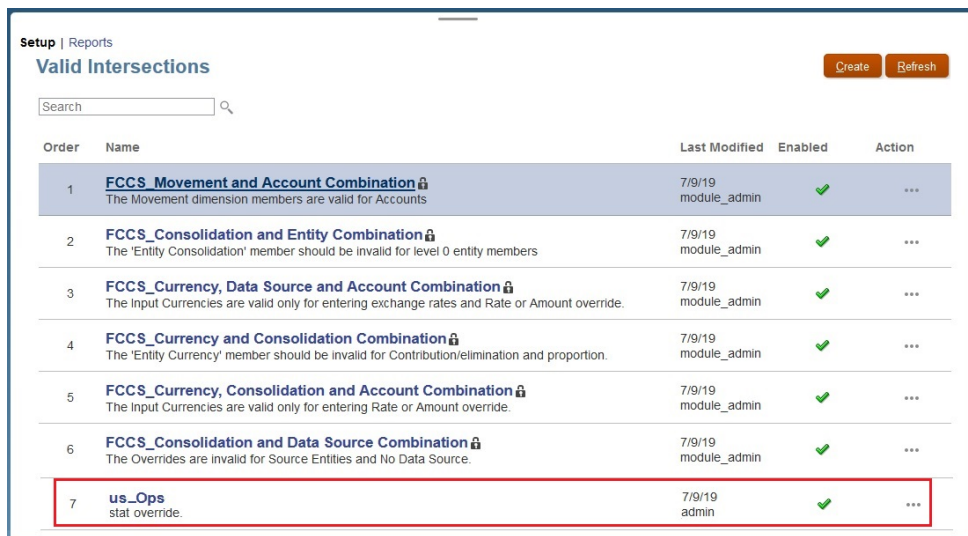 Setup | Reports
Valid Intersections
Create
Refresh
Search
Order Name Last Modified Enabled Action
1 FCCS_Movement and Account Combination 7/9/19
The Movement dimension members are valid for Accounts module_admin
2 FCCS_Consolidation and Entity Combination 7/9/19
The 'Entity Consolidation' member should be invalid for level 0 entity members module_admin
3 FCCS_Currency, Data Source and Account Combination 7/9/19
The Input Currencies are valid only for entering exchange rates and Rate or Amount override. module_admin
4 FCCS_Currency and Consolidation Combination 7/9/19
The 'Entity Currency' member should be invalid for Contribution/elimination and proportion. module_admin
5 FCCS_Currency, Consolidation and Account Combination 7/9/19
The Input Currencies are valid only for entering Rate or Amount override. module_admin
6 FCCS_Consolidation and Data Source Combination 7/9/19
The Overrides are invalid for Source Entities and No Data Source. module_admin
7 us_Ops 7/9/19
stat override. admin